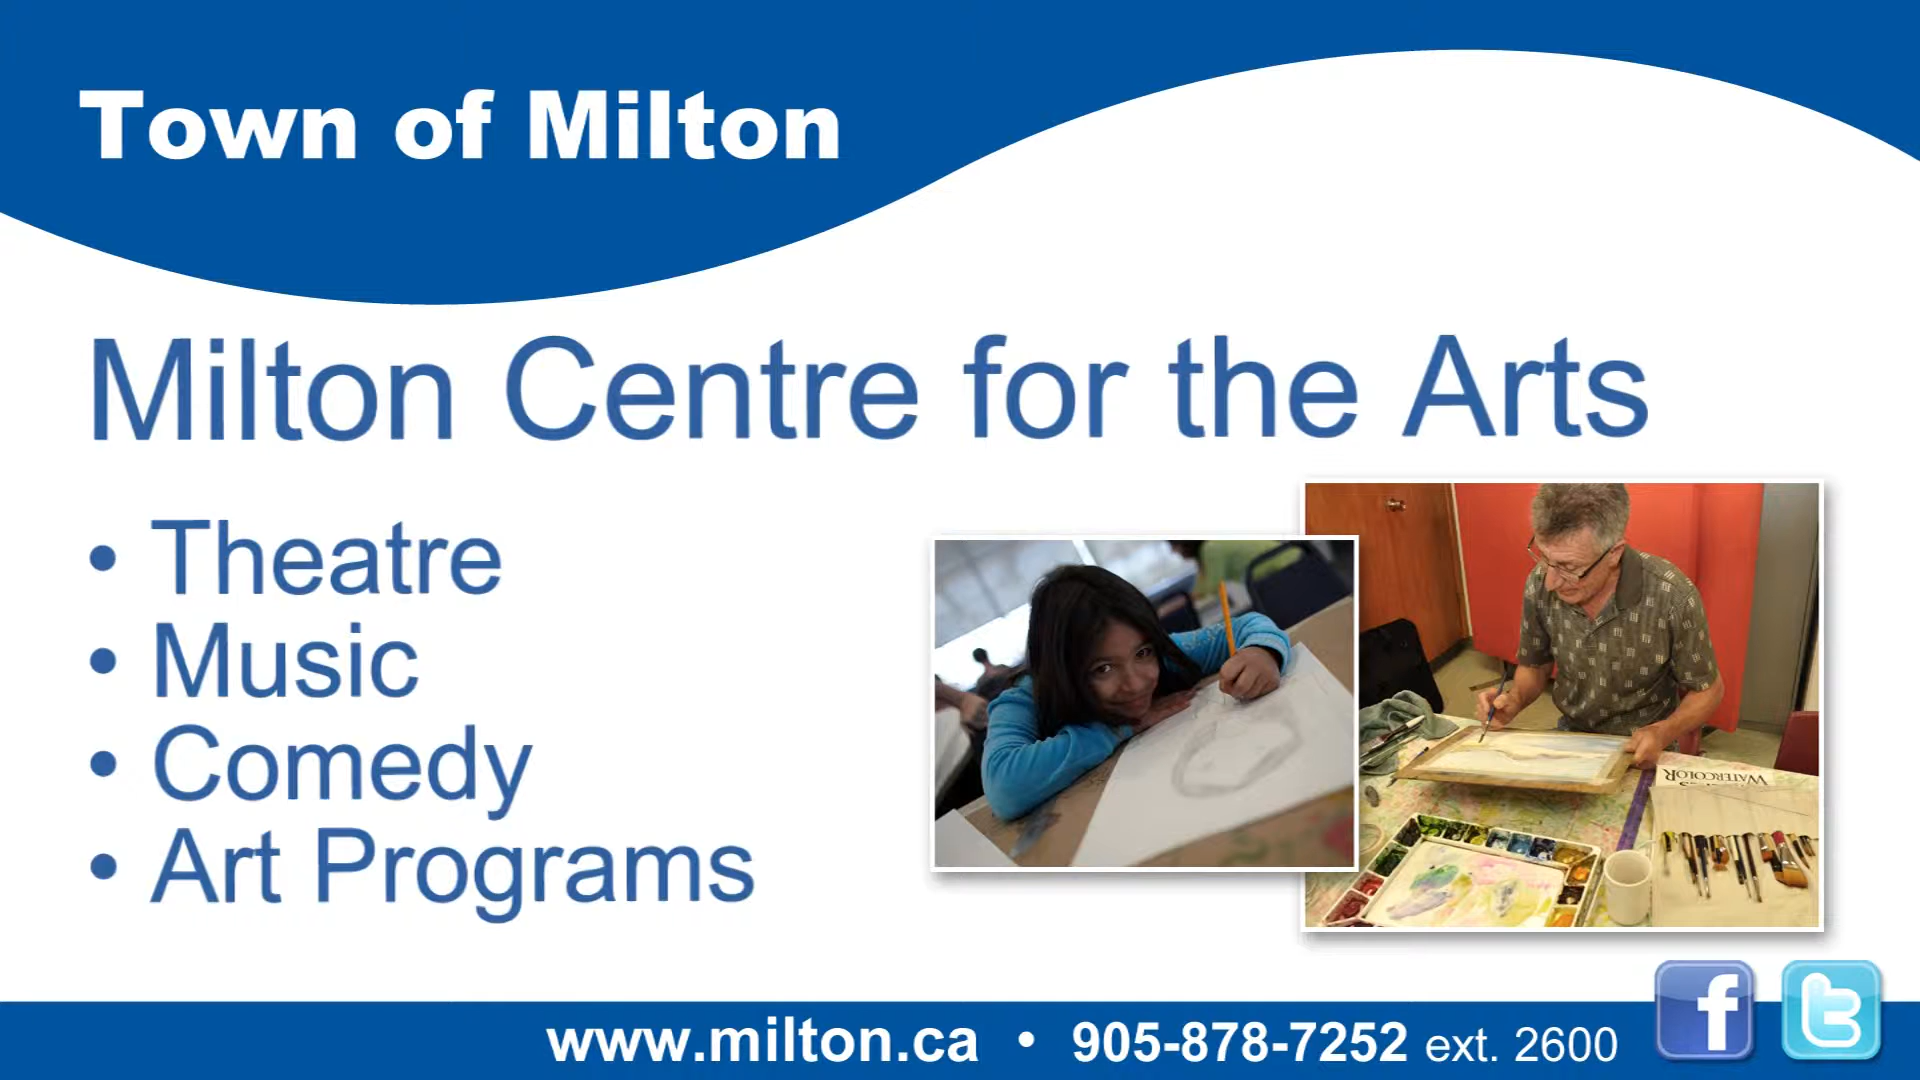 Town of Milton
Milton Centre for the Arts
• Theatre
• Music
• Comedy
• Art Programs
WATERCOLOR
www.milton.ca • 905-878-7252 ext. 2600